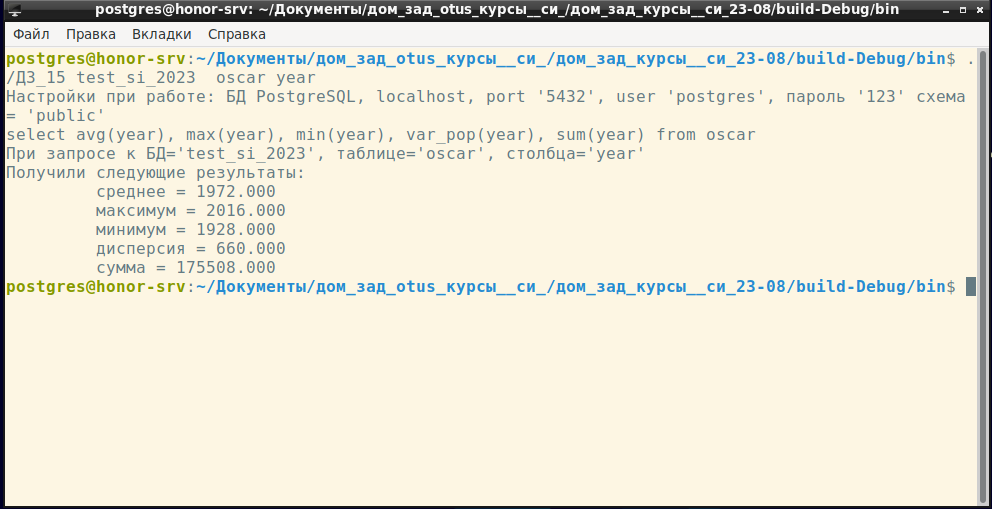 postgres@honor-srv: ~/Документы/дом_зад_otus_курсы__си_/дом_зад_курсы__си_23-08/build-Debug/bin
Файл Правка Вкладки Справка
postgres@honor-srv:~/Документы/дом_зад_otus_курсы__си_/дом_зад_курсы__си_23-08/build-Debug/bin$ .
/ДЗ_15 test_si_2023  oscar year
Настройки при работе: БД PostgreSQL, localhost, port '5432', user 'postgres', пароль '123' схема
= 'public'
select avg(year), max(year), min(year), var_pop(year), sum(year) from oscar
При запросе к БД='test_si_2023', таблице='oscar', столбца='year'
Получили следующие результаты:
среднее = 1972.000
максимум = 2016.000
минимум = 1928.000
дисперсия = 660.000
сумма = 175508.000
postgres@honor-srv:~/Документы/дом_зад_otus_курсы__си_/дом_зад_курсы__си_23-08/build-Debug/bin$